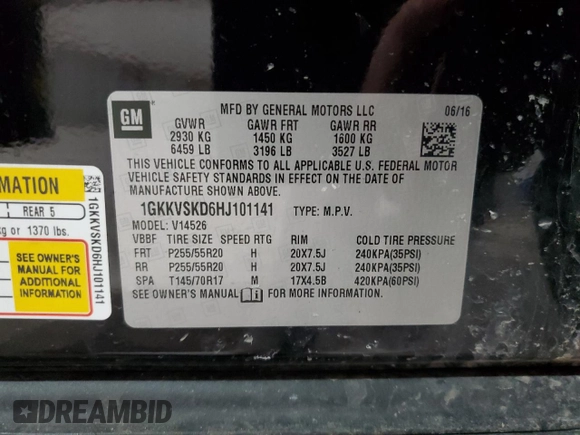 GM
MFD BY GENERAL MOTORS LLC 06/16
GVWR GAWR FRT GAWR RR
2930 KG 1450 KG 1600 KG
6459 LB 3196 LB 3527 LB
THIS VEHICLE CONFORMS TO ALL APPLICABLE U.S. FEDERAL MOTOR
VEHICLE SAFETY STANDARDS IN EFFECT ON THE DATE OF
MANUFACTURE SHOWN ABOVE.
1GKKVSKD6HJ101141 TYPE: M.P.V.
MODEL: V14526
VBBF TIRE SIZE SPEED RTG RIM COLD TIRE PRESSURE
FRT P255/55R20 H 20X7.5J 240KPA(35PSI)
RR P255/55R20 H 20X7.5J 240KPA(35PSI)
SPA T145/70R17 M 17X4.5B 420KPA(60PSI)
SEE OWNER'S MANUAL FOR MORE INFORMATION
RMATION
REAR 5
kg or 1370 lbs.
SEE OWNER'S
MANUAL FOR
ADDITIONAL
INFORMATION
1GKKVSKD6HJ101141
DREAMBID